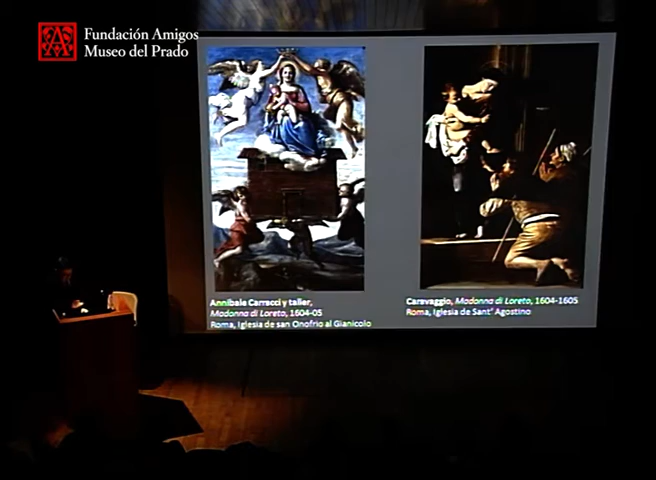 Fundación Amigos
Museo del Prado
Annibale Carracci y taller,
Madonna di Loreto, 1604-05
Roma, Iglesia de san Onofrio al Gianicolo
Caravaggio, Madonna di Loreto, 1604-1605
Roma, Iglesia de Sant' Agostino